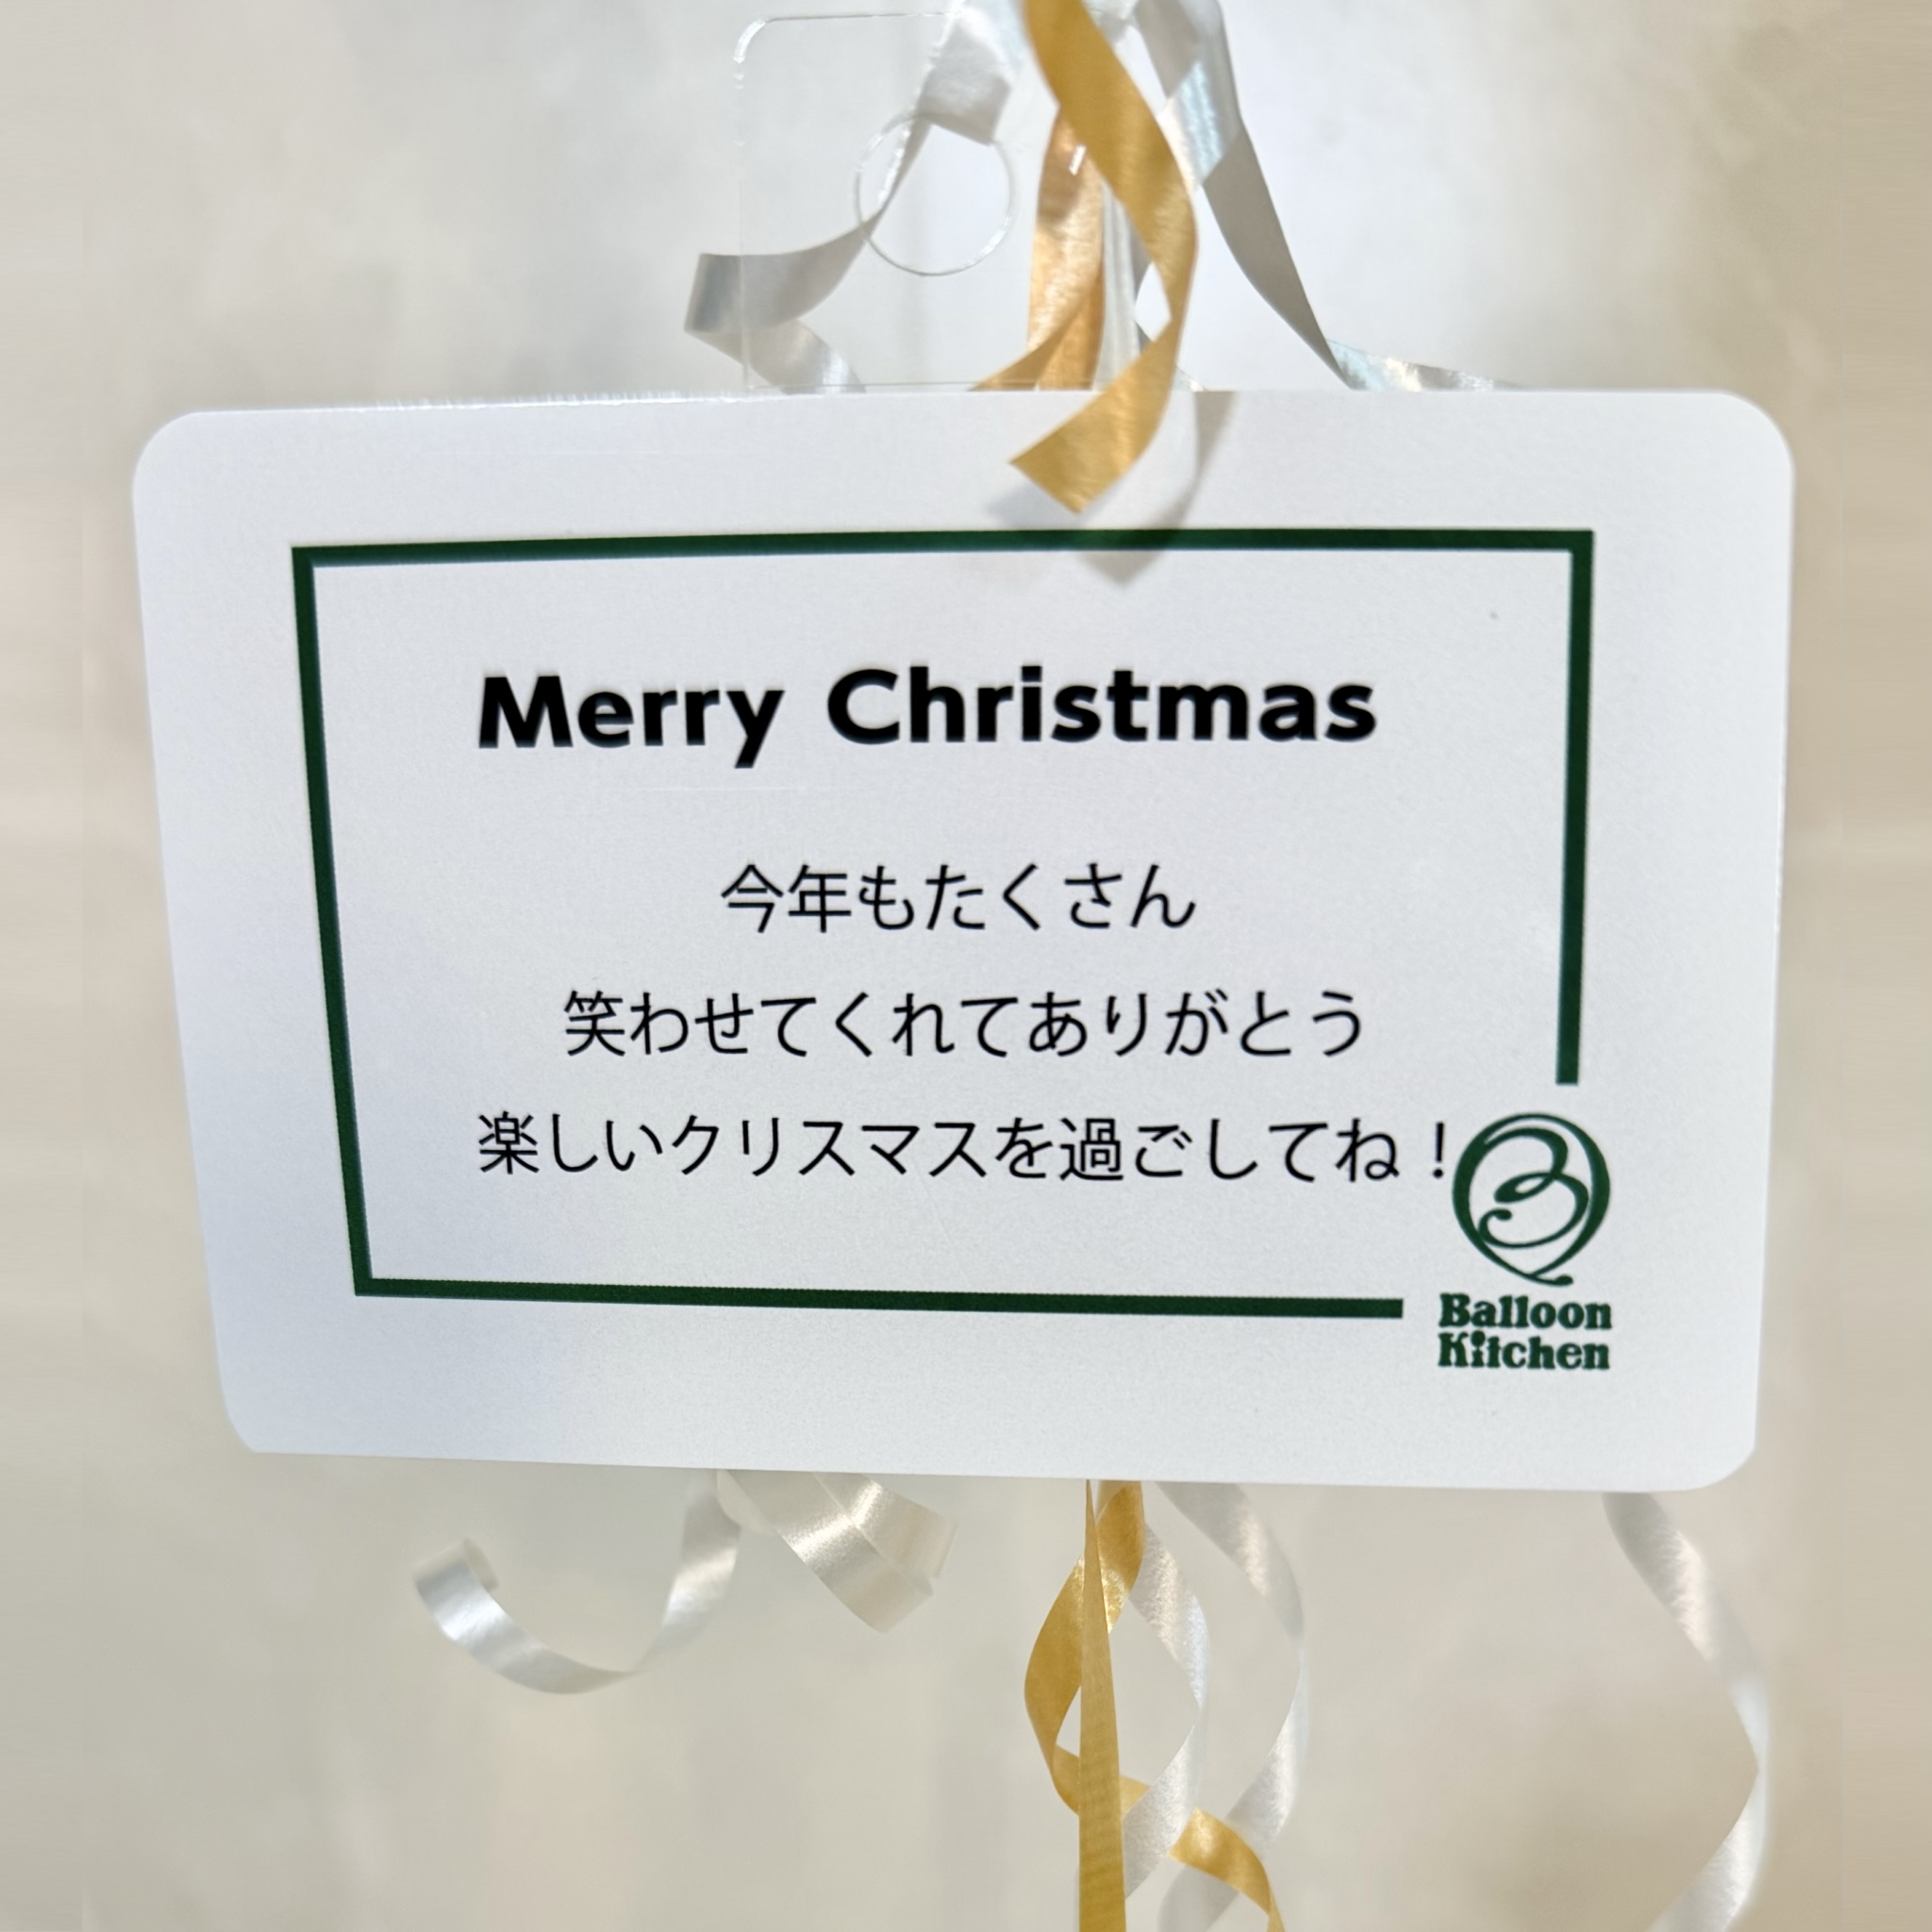 Merry Christmas
今年もたくさん
笑わせてくれてありがとう
楽しいクリスマスを過ごしてね！
Balloon
Kitchen